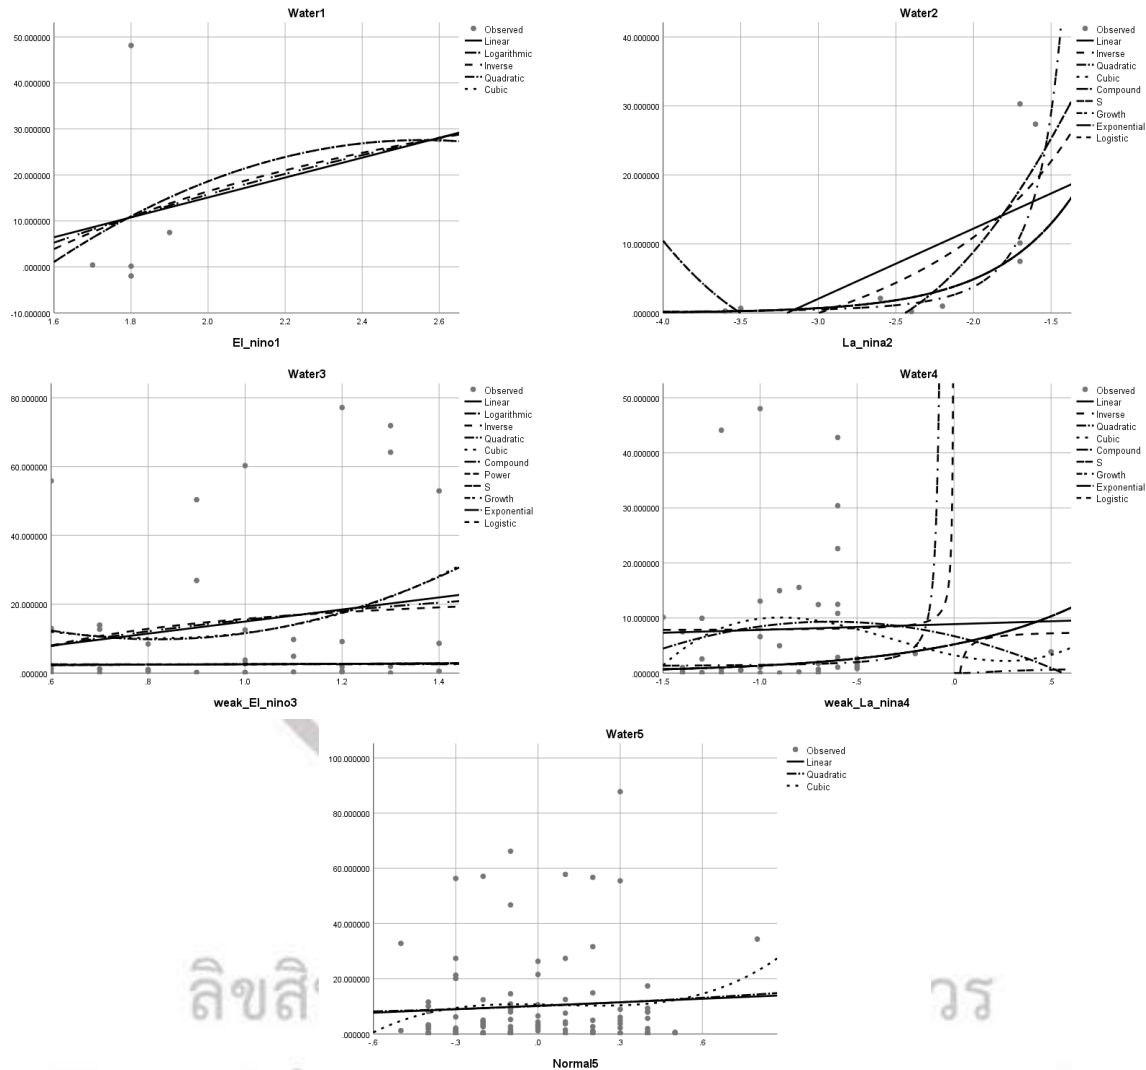 Water1
50.000000
40.000000
30.000000
20.000000
10.000000
.000000
-10.000000
1.6
1.8
2.0
2.2
2.4
2.6
El_nino1
Observed
Linear
Logarithmic
Inverse
Quadratic
Cubic
Water2
40.000000
30.000000
20.000000
10.000000
.000000
-4.0
-3.5
-3.0
-2.5
-2.0
-1.5
La_nina2
Observed
Linear
Inverse
Quadratic
Cubic
Compound
S
Growth
Exponential
Logistic
Water3
80.000000
60.000000
40.000000
20.000000
.000000
.6
.8
1.0
1.2
1.4
weak_El_nino3
Observed
Linear
Logarithmic
Inverse
Quadratic
Cubic
Compound
Power
S
Growth
Exponential
Logistic
Water4
50.000000
40.000000
30.000000
20.000000
10.000000
.000000
-1.5
-1.0
-.5
.0
.5
weak_La_nina4
Observed
Linear
Inverse
Quadratic
Cubic
Compound
S
Growth
Exponential
Logistic
Water5
100.000000
80.000000
60.000000
40.000000
20.000000
.000000
-.6
-.3
.0
.3
.6
Normal5
Observed
Linear
Quadratic
Cubic
ลิขสิ
วร